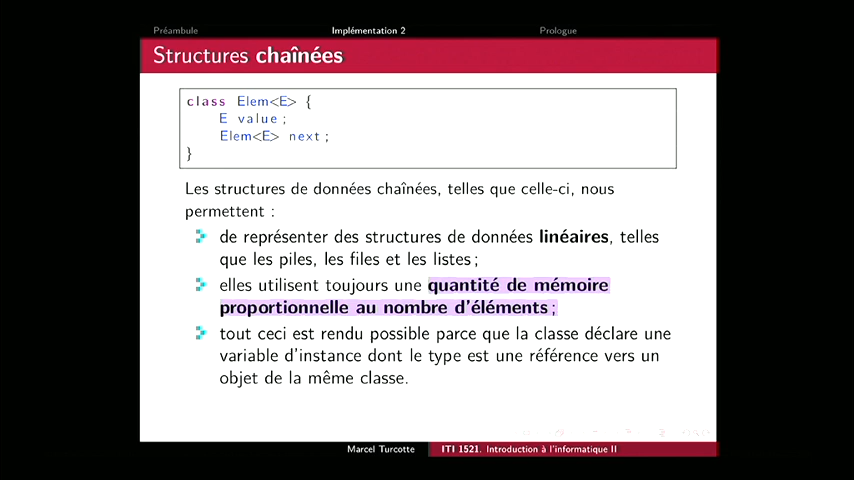 Préambule Implémentation 2 Prologue
Structures chaînées
class Elem<E> {
E value ;
Elem<E> next ;
}
Les structures de données chaînées, telles que celle-ci, nous
permettent :
de représenter des structures de données linéaires, telles
que les piles, les files et les listes ;
elles utilisent toujours une quantité de mémoire
proportionnelle au nombre d'éléments ;
tout ceci est rendu possible parce que la classe déclare une
variable d'instance dont le type est une référence vers un
objet de la même classe.
Marcel Turcotte ITI 1521. Introduction à l'informatique II